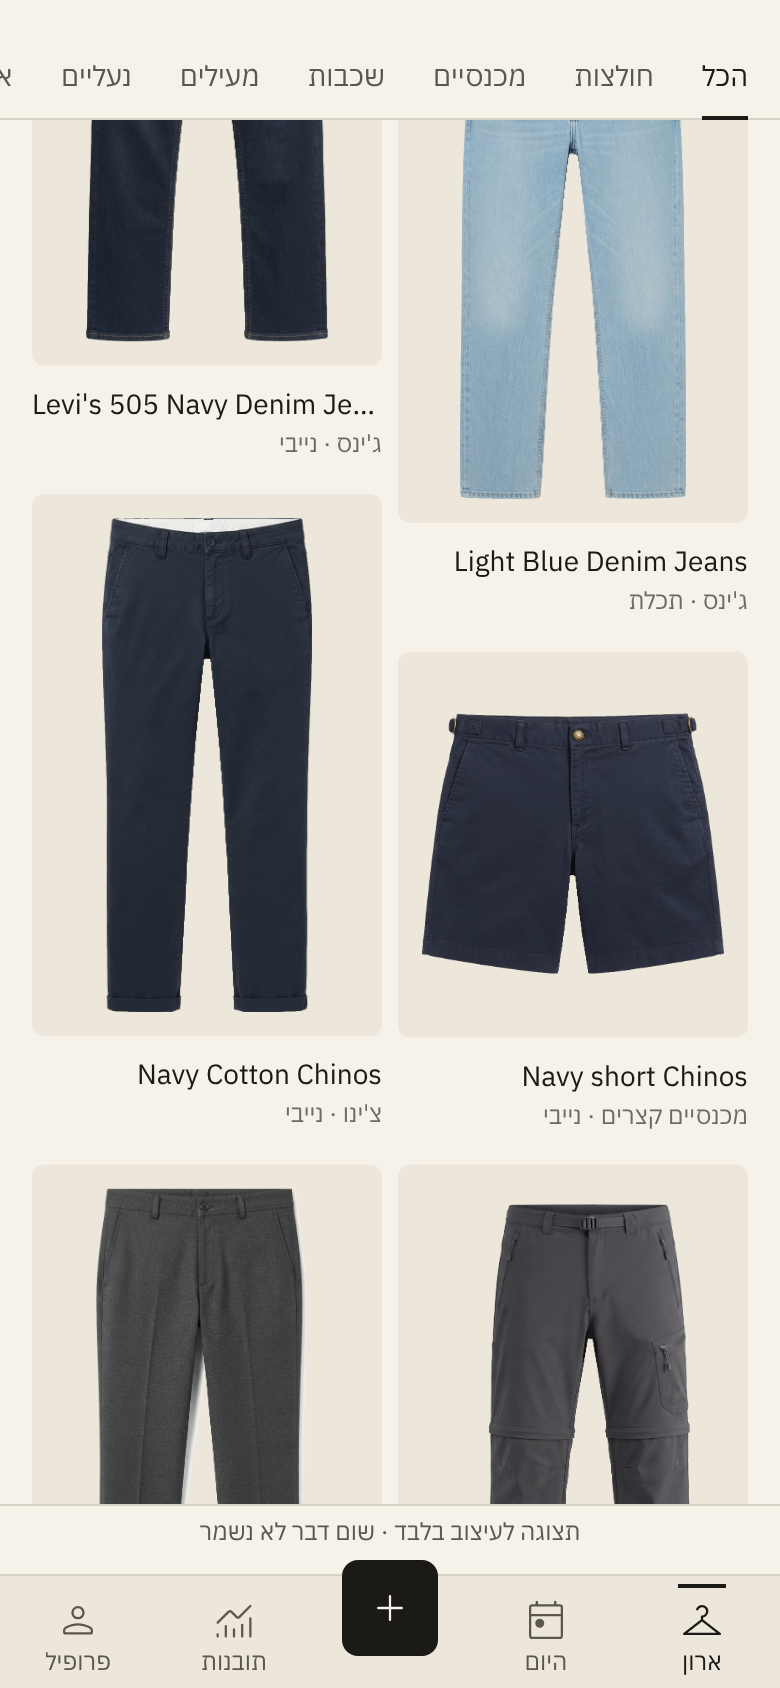 הכל
חולצות
מכנסיים
שכבות
מעילים
נעליים
א
Levi's 505 Navy Denim Je...
ג'ינס · נייבי
Light Blue Denim Jeans
ג'ינס · תכלת
Navy Cotton Chinos
צ'ינו · נייבי
Navy short Chinos
מכנסיים קצרים · נייבי
תצוגה לעיצוב בלבד · שום דבר לא נשמר
ארון
היום
תובנות
פרופיל